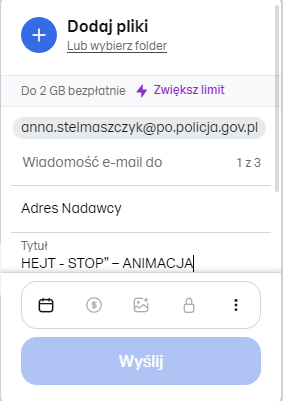 Dodaj pliki
Lub wybierz folder
Do 2 GB bezpłatnie Zwiększ limit
anna.stelmaszczyk@po.policja.gov.pl
Wiadomość e-mail do 1 z 3
Adres Nadawcy
Tytuł
HEJT - STOP” – ANIMACJA
Wyślij